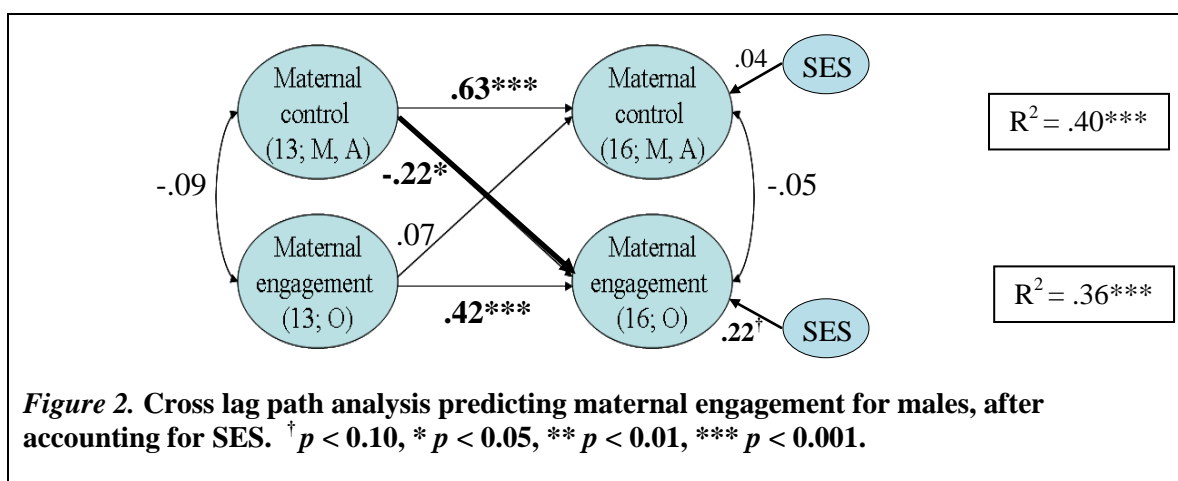 Maternal
control
(13; M, A)
.63***
Maternal
control
(16; M, A)
.04
SES
R² = .40***
-.09
-.22*
.07
-.05
Maternal
engagement
(13; O)
.42***
Maternal
engagement
(16; O)
.22†
SES
R² = .36***
Figure 2. Cross lag path analysis predicting maternal engagement for males, after
accounting for SES. † p < 0.10, * p < 0.05, ** p < 0.01, *** p < 0.001.